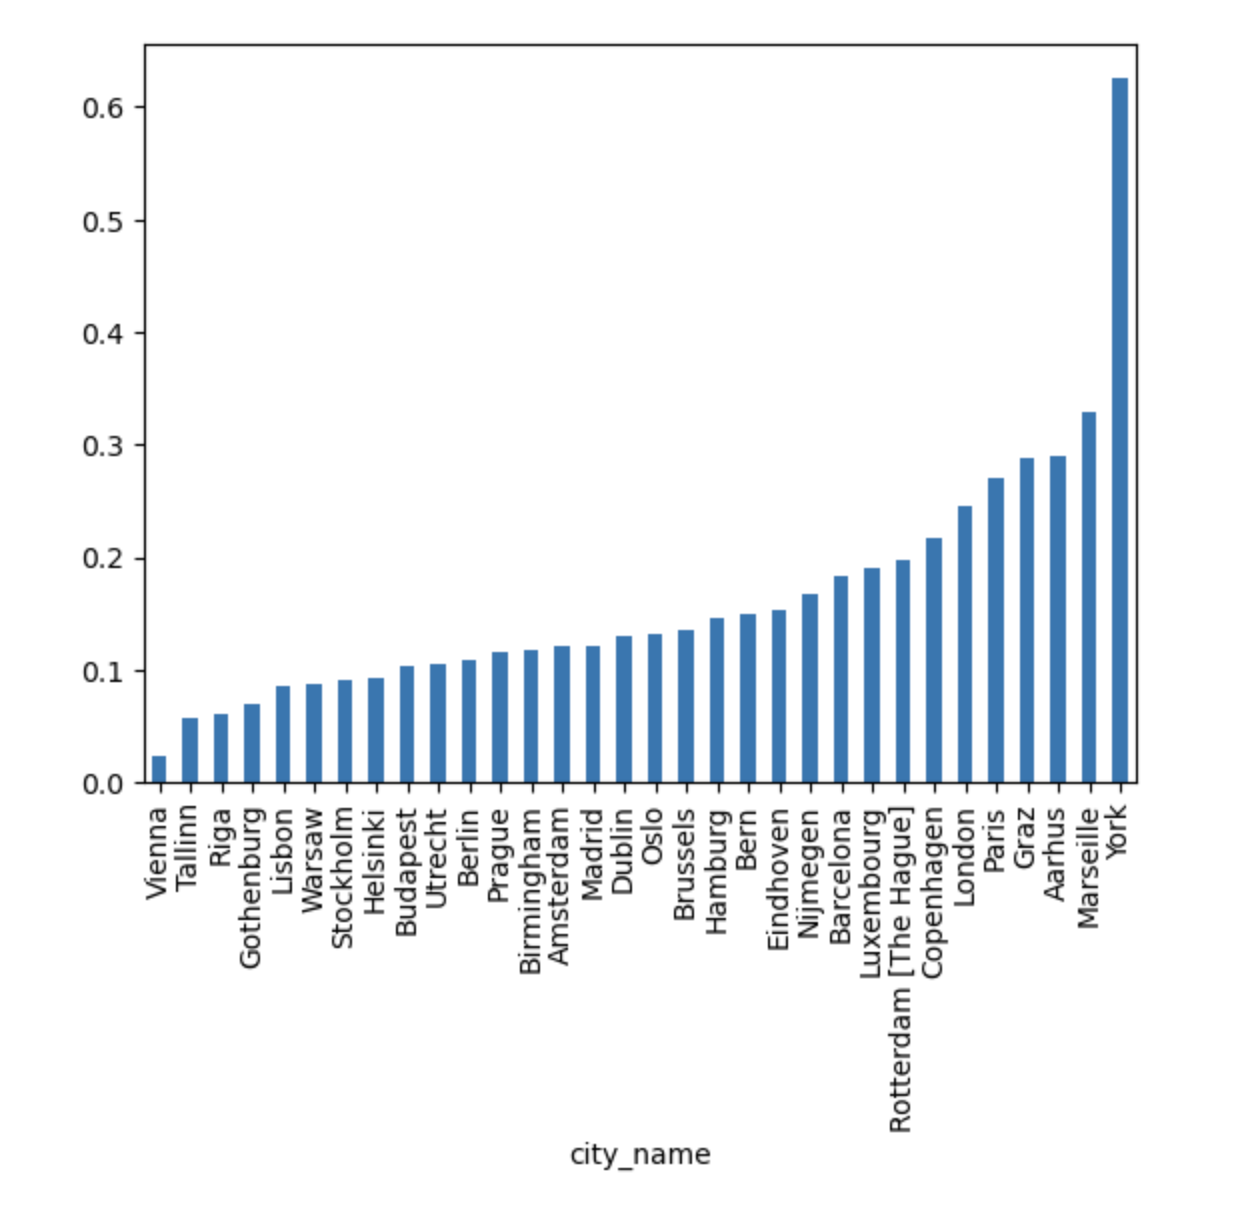 0.6
0.5
0.4
0.3
0.2
0.1
0.0
Vienna
Tallinn
Riga
Gothenburg
Lisbon
Warsaw
Stockholm
Helsinki
Budapest
Utrecht
Berlin
Prague
Birmingham
Amsterdam
Madrid
Dublin
Oslo
Brussels
Hamburg
Bern
Eindhoven
Nijmegen
Barcelona
Luxembourg
Rotterdam [The Hague]
Copenhagen
London
Paris
Graz
Aarhus
Marseille
York
city_name